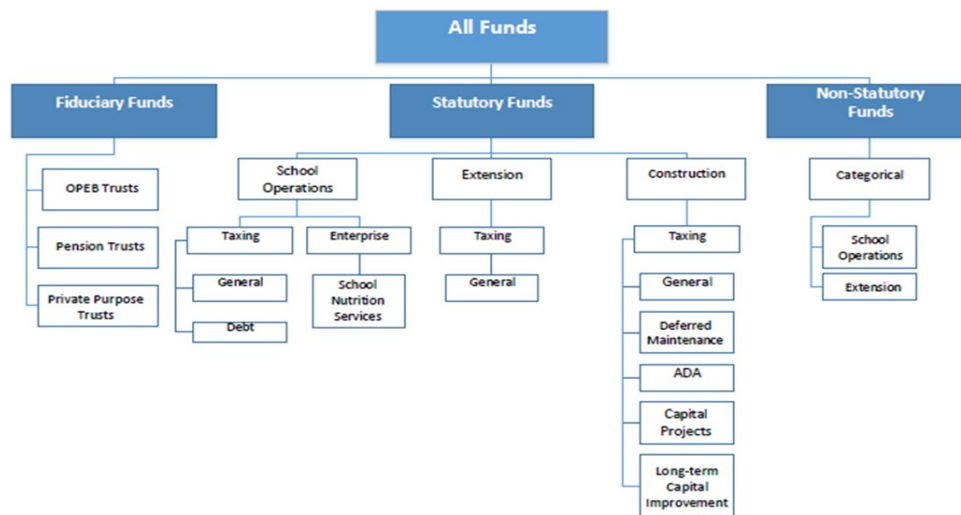 All Funds
Fiduciary Funds
Statutory Funds
Non-Statutory
Funds
OPEB Trusts
Pension Trusts
Private Purpose
Trusts
School
Operations
Extension
Construction
Categorical
Taxing
Enterprise
Taxing
Taxing
School
Operations
Extension
General
School
Nutrition
Services
General
General
Debt
Deferred
Maintenance
ADA
Capital
Projects
Long-term
Capital
Improvement